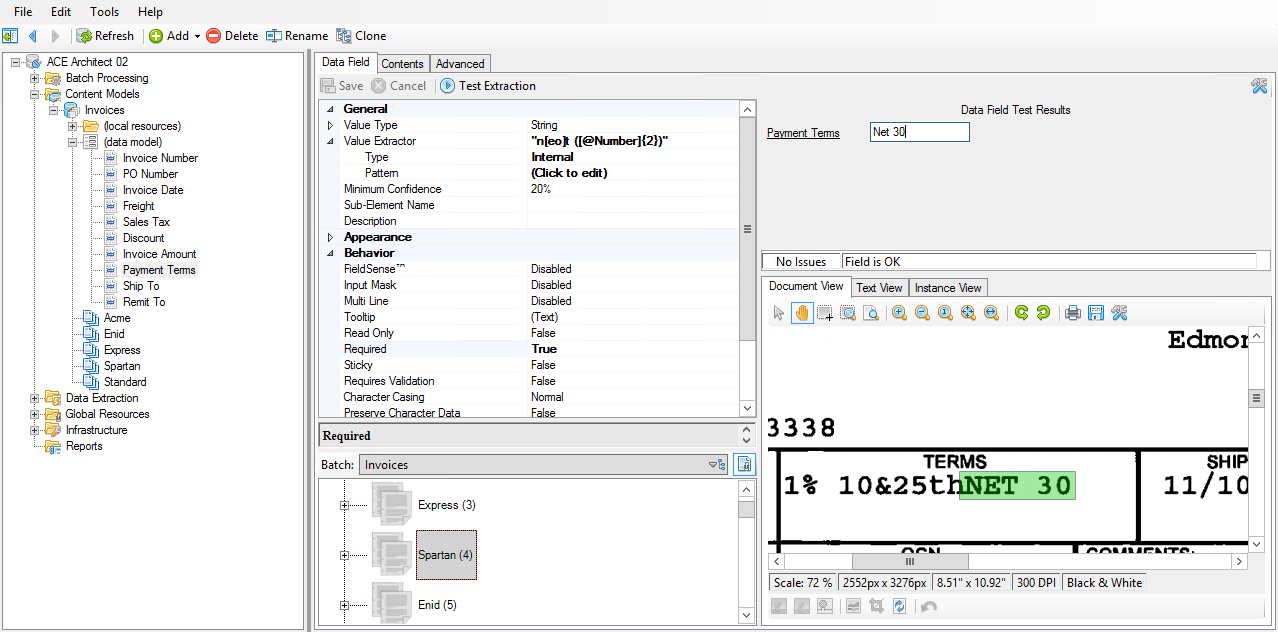 File Edit Tools Help
Refresh Add Delete Rename Clone
ACE Architect 02
Batch Processing
Content Models
Invoices
(local resources)
(data model)
Invoice Number
PO Number
Invoice Date
Freight
Sales Tax
Discount
Invoice Amount
Payment Terms
Ship To
Remit To
Acme
Enid
Express
Spartan
Standard
Data Extraction
Global Resources
Infrastructure
Reports
Data Field Contents Advanced
Save Cancel Test Extraction
General
Value Type String
Value Extractor "n[eo]t ([@Number]{2})"
Type Internal
Pattern (Click to edit)
Minimum Confidence 20%
Sub-Element Name
Description
Appearance
Behavior
FieldSense™ Disabled
Input Mask Disabled
Multi Line Disabled
Tooltip (Text)
Read Only False
Required True
Sticky False
Requires Validation False
Character Casing Normal
Preserve Character Data False
Required
Batch: Invoices
Express (3)
Spartan (4)
Enid (5)
Data Field Test Results
Payment Terms Net 30
No Issues Field is OK
Document View Text View Instance View
Edmor
3338
TERMS SHIP
1% 10&25thNET 30 11/10
OSN COMMENTS:
Scale: 72 % 2552px x 3276px 8.51" x 10.92" 300 DPI Black & White